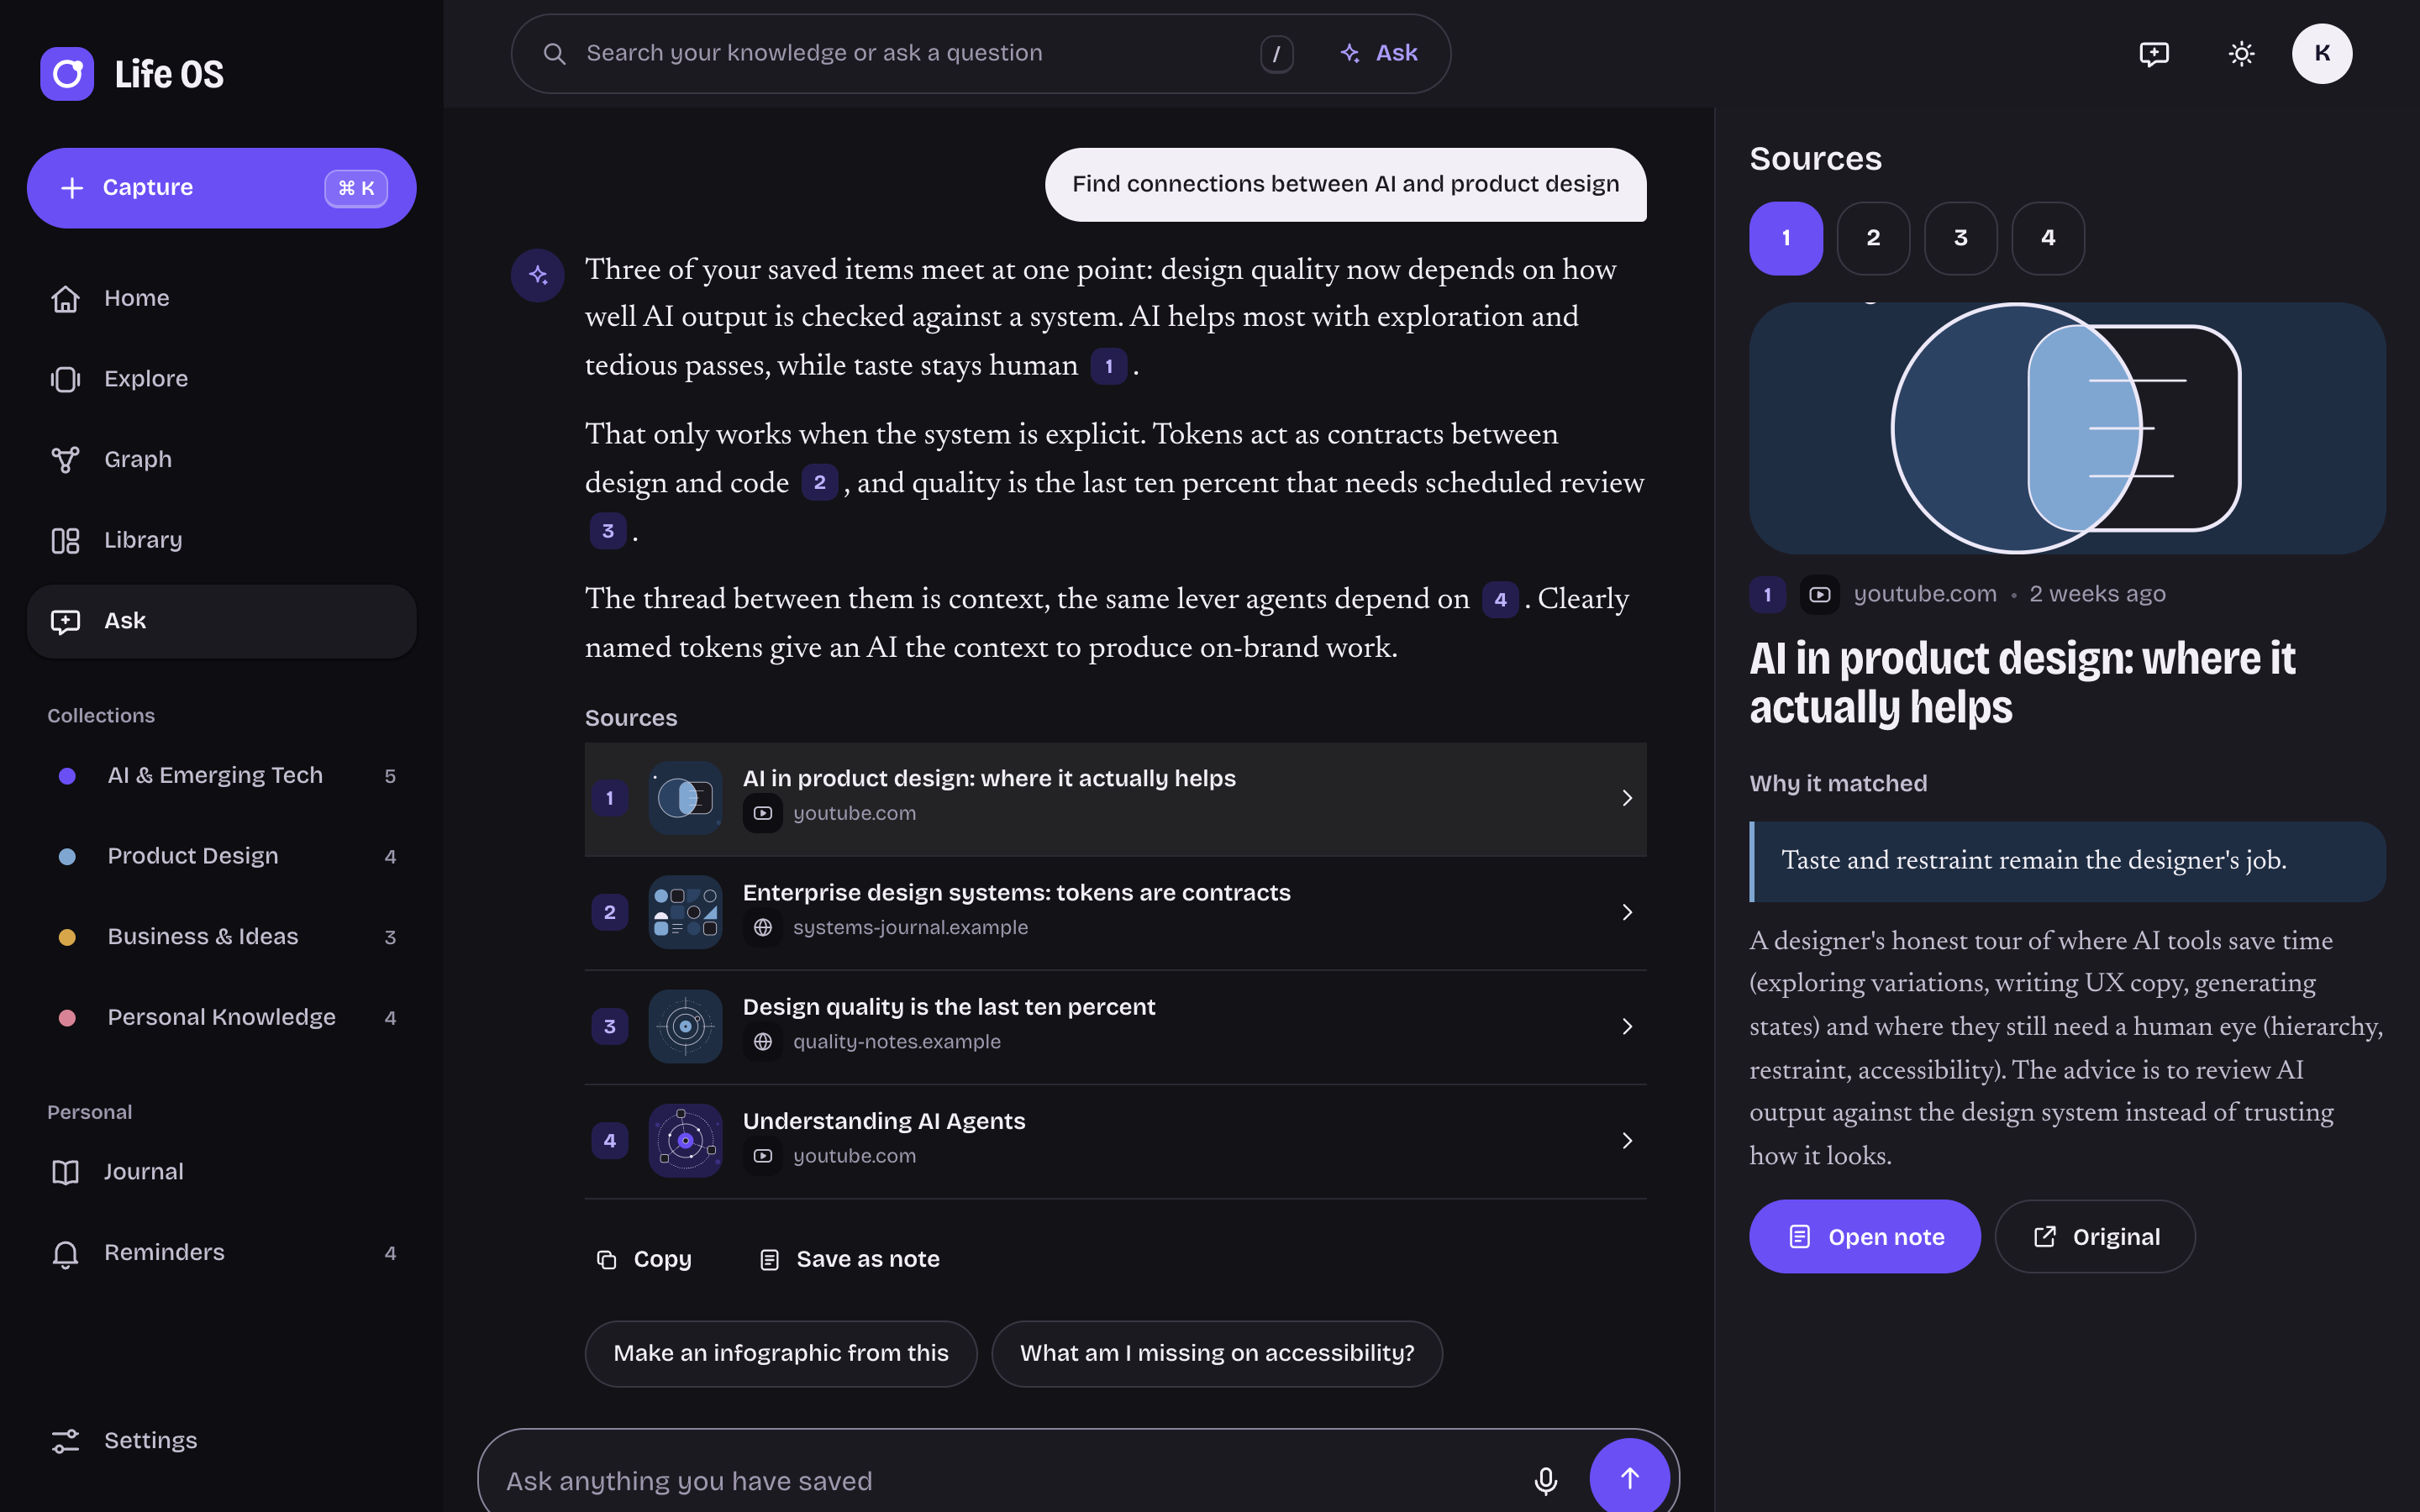 Life OS
Capture
⌘ K
Home
Explore
Graph
Library
Ask
Collections
AI & Emerging Tech 5
Product Design 4
Business & Ideas 3
Personal Knowledge 4
Personal
Journal
Reminders 4
Settings
Search your knowledge or ask a question / Ask
K
Find connections between AI and product design
Three of your saved items meet at one point: design quality now depends on how
well AI output is checked against a system. AI helps most with exploration and
tedious passes, while taste stays human 1 .
That only works when the system is explicit. Tokens act as contracts between
design and code 2 , and quality is the last ten percent that needs scheduled review
3 .
The thread between them is context, the same lever agents depend on 4 . Clearly
named tokens give an AI the context to produce on-brand work.
Sources
1 AI in product design: where it actually helps
youtube.com
2 Enterprise design systems: tokens are contracts
systems-journal.example
3 Design quality is the last ten percent
quality-notes.example
4 Understanding AI Agents
youtube.com
Copy Save as note
Make an infographic from this What am I missing on accessibility?
Ask anything you have saved
Sources
1 2 3 4
1 youtube.com • 2 weeks ago
AI in product design: where it
actually helps
Why it matched
Taste and restraint remain the designer's job.
A designer's honest tour of where AI tools save time
(exploring variations, writing UX copy, generating
states) and where they still need a human eye (hierarchy,
restraint, accessibility). The advice is to review AI
output against the design system instead of trusting
how it looks.
Open note Original